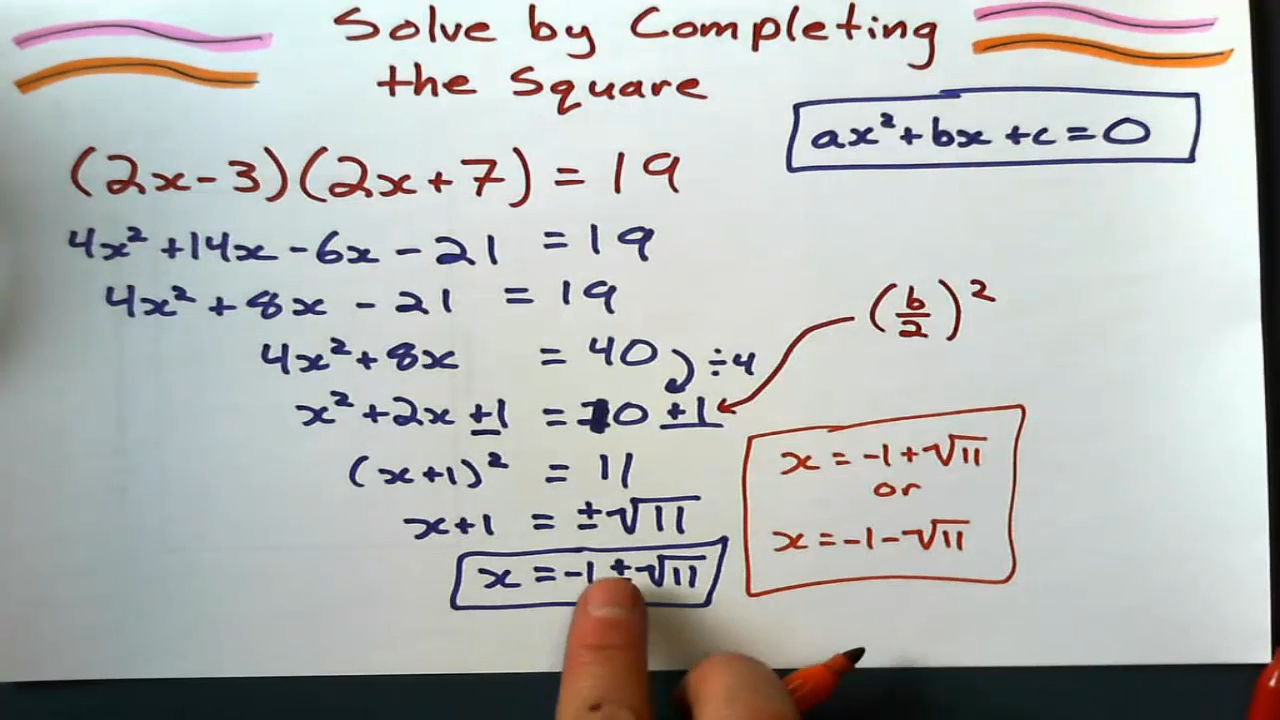 Solve by Completing
the Square
ax²+bx+c=0
(2x-3)(2x+7)=19
4x²+14x-6x-21=19
4x²+8x-21=19
4x²+8x=40
÷4
(b/2)²
x²+2x+1=10+1
(x+1)²=11
x+1=±√11
x=-1±√11
x=-1+√11
or
x=-1-√11